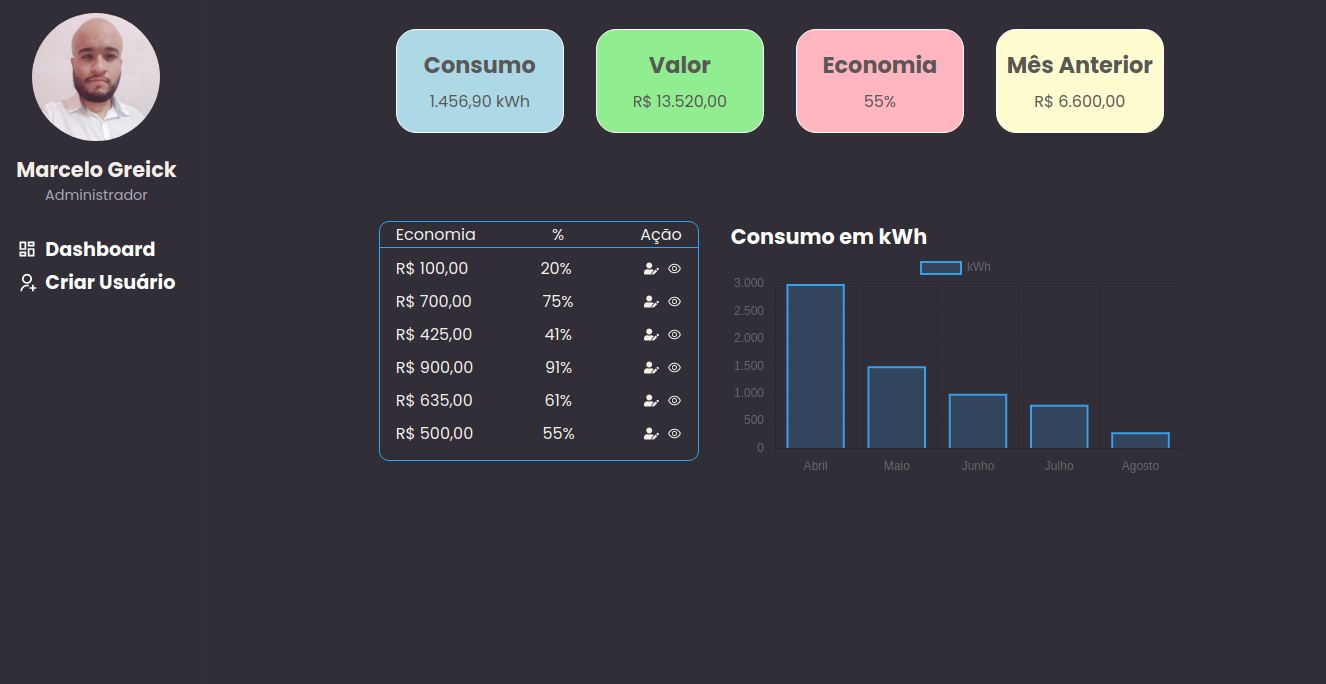 Marcelo Greick
Administrador
Dashboard
Criar Usuário
Consumo
1.456,90 kWh
Valor
R$ 13.520,00
Economia
55%
Mês Anterior
R$ 6.600,00
Economia % Ação
R$ 100,00 20%
R$ 700,00 75%
R$ 425,00 41%
R$ 900,00 91%
R$ 635,00 61%
R$ 500,00 55%
Consumo em kWh
kWh
3.000
2.500
2.000
1.500
1.000
500
0
Abril Maio Junho Julho Agosto